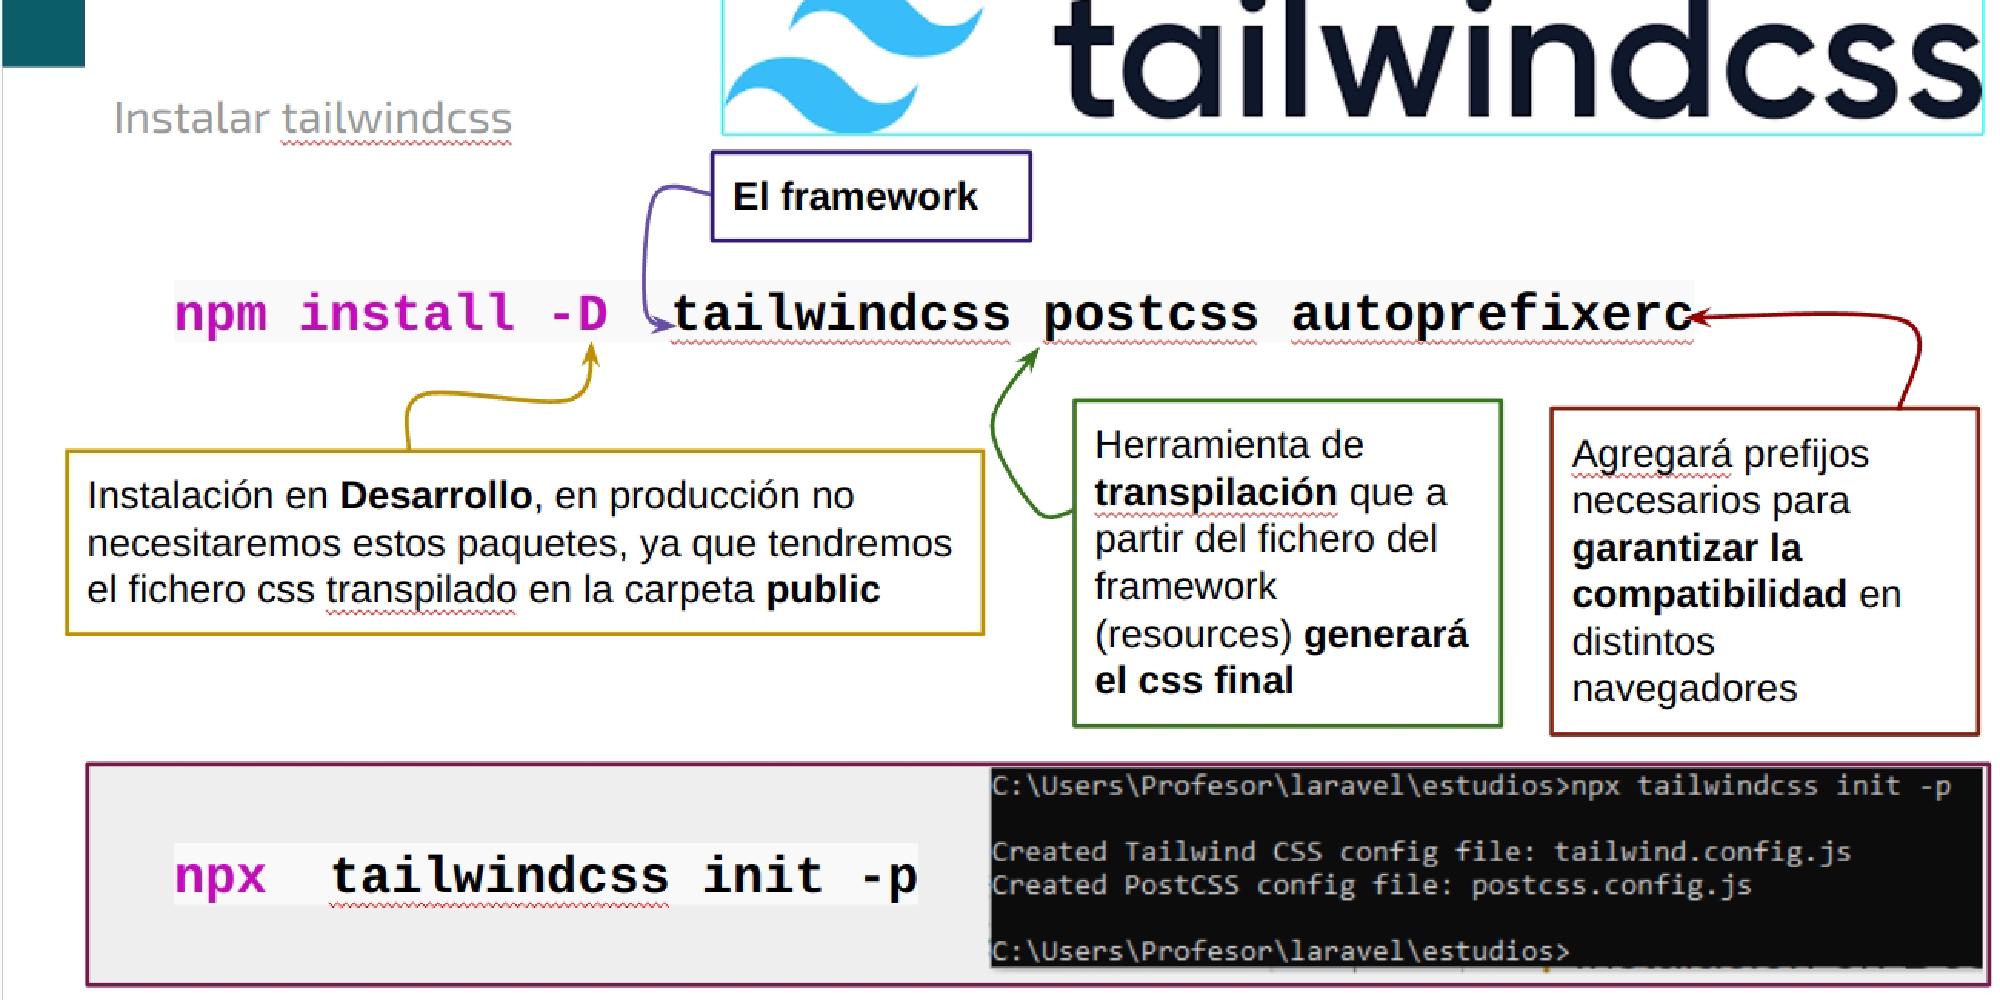 tailwindcss
Instalar tailwindcss
El framework
npm install -D tailwindcss postcss autoprefixerc
Instalación en Desarrollo, en producción no
necesitaremos estos paquetes, ya que tendremos
el fichero css transpilado en la carpeta public
Herramienta de
transpilación que a
partir del fichero del
framework
(resources) generará
el css final
Agregará prefijos
necesarios para
garantizar la
compatibilidad en
distintos
navegadores
npx tailwindcss init -p
C:\Users\Profesor\laravel\estudios>npx tailwindcss init -p
Created Tailwind CSS config file: tailwind.config.js
Created PostCSS config file: postcss.config.js
C:\Users\Profesor\laravel\estudios>